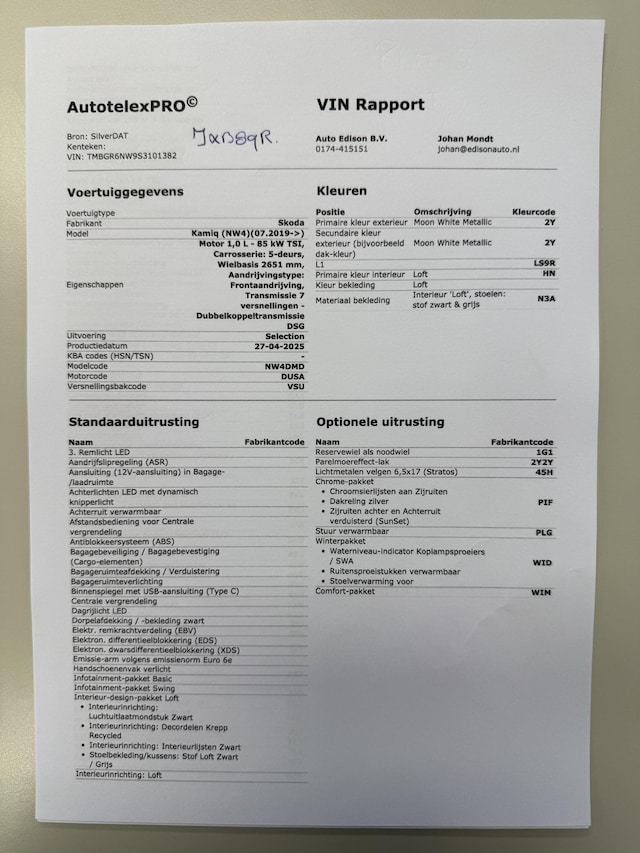 AutotelexPRO©
VIN Rapport
Bron: SilverDAT
Kenteken:
VIN: TMBGR6NW9S3101382
Auto Edison B.V.
0174-415151
Johan Mondt
johan@edisonauto.nl
Voertuiggegevens
Voertuigtype
Fabrikant Skoda
Model Kamiq (NW4)(07.2019->)
Eigenschappen
Motor 1,0 L - 85 kW TSI,
Carrosserie: 5-deurs,
Wielbasis 2651 mm,
Aandrijvingstype:
Frontaandrijving,
Transmissie 7
versnellingen -
Dubbelkoppeltransmissie
DSG
Uitvoering Selection
Productiedatum 27-04-2025
KBA codes (HSN/TSN) -
Modelcode NW4DMD
Motorcode DUSA
Versnellingsbakcode VSU
Kleuren
Positie Omschrijving Kleurcode
Primaire kleur exterieur Moon White Metallic 2Y
Secundaire kleur
exterieur (bijvoorbeeld Moon White Metallic 2Y
dak-kleur)
L1 LS9R
Primaire kleur interieur Loft HN
Kleur bekleding Loft
Materiaal bekleding Interieur 'Loft', stoelen: N3A
stof zwart & grijs
Standaarduitrusting
Naam Fabrikantcode
3. Remlicht LED
Aandrijfslipregeling (ASR)
Aansluiting (12V-aansluiting) in Bagage-
/laadruimte
Achterlichten LED met dynamisch
knipperlicht
Achterruit verwarmbaar
Afstandsbediening voor Centrale
vergrendeling
Antiblokkeersysteem (ABS)
Bagagebeveiliging / Bagagebevestiging
(Cargo-elementen)
Bagageruimteafdekking / Verduistering
Bagageruimteverlichting
Binnenspiegel met USB-aansluiting (Type C)
Centrale vergrendeling
Dagrijlicht LED
Dorpelafdekking / -bekleding zwart
Elektr. remkrachtverdeling (EBV)
Elektron. differentieelblokkering (EDS)
Elektron. dwarsdifferentieelblokkering (XDS)
Emissie-arm volgens emissienorm Euro 6e
Handschoenenvak verlicht
Infotainment-pakket Basic
Infotainment-pakket Swing
Interieur-design-pakket Loft
• Interieurinrichting:
Luchtuitlaatmondstuk Zwart
• Interieurinrichting: Decordelen Krepp
Recycled
• Interieurinrichting: Interieurlijsten Zwart
• Stoelbekleding/kussens: Stof Loft Zwart
/ Grijs
Interieurinrichting: Loft
Optionele uitrusting
Naam Fabrikantcode
Reservewiel als noodwiel 1G1
Parelmoereffect-lak 2Y2Y
Lichtmetalen velgen 6,5x17 (Stratos) 45H
Chrome-pakket
• Chroomsierlijsten aan Zijruiten
• Dakreling zilver PIF
• Zijruiten achter en Achterruit
verduisterd (SunSet)
Stuur verwarmbaar PLG
Winterpakket
• Waterniveau-indicator Koplampsproeiers
/ SWA WID
• Ruitensproeistukken verwarmbaar
• Stoelverwarming voor
Comfort-pakket WIM